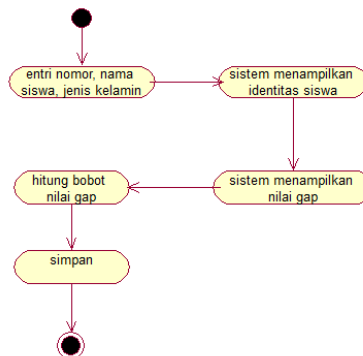 entri nomor, nama
siswa, jenis kelamin
sistem menampilkan
identitas siswa
sistem menampilkan
nilai gap
hitung bobot
nilai gap
simpan